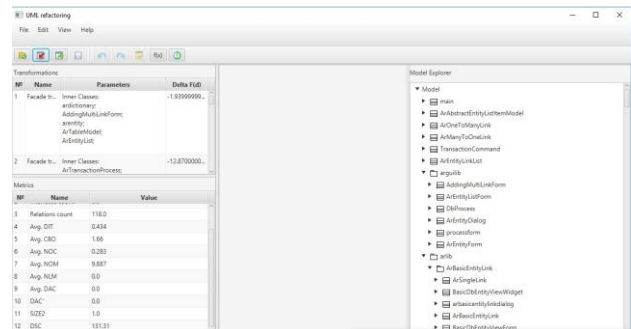 UML refactoring
File Edit View Help
f(x)
Transformations
Nº Name Parameters Delta F(d)
1 Facade tr... Inner Classes: -1.93999999...
ardictionary;
AddingMultiLinkForm;
arentity;
ArTableModel;
ArEntityList;
2 Facade tr... Inner Classes: -12.8700000...
ArTransactionProcess;
Metrics
Nº Name Value
3 Relations count 118.0
4 Avg. DIT 0.434
5 Avg. CBO 1.66
6 Avg. NOC 0.283
7 Avg. NOM 9.887
8 Avg. NLM 0.0
9 Avg. DAC 0.0
10 DAC' 0.0
11 SIZE2 1.0
12 DSC 131.31
Model Explorer
Model
main
ArAbstractEntityListItemModel
ArOneToManyLink
ArManyToOneLink
TransactionCommand
ArEntityLinkList
arguilib
AddingMultiLinkForm
ArEntityListForm
DbProcess
ArEntityDialog
processform
ArEntityForm
arlib
ArBasicEntityLink
ArSingleLink
BasicDbEntityViewWidget
arbasicentitylinkdialog
ArBasicEntityLink
BasicDbEntityViewForm